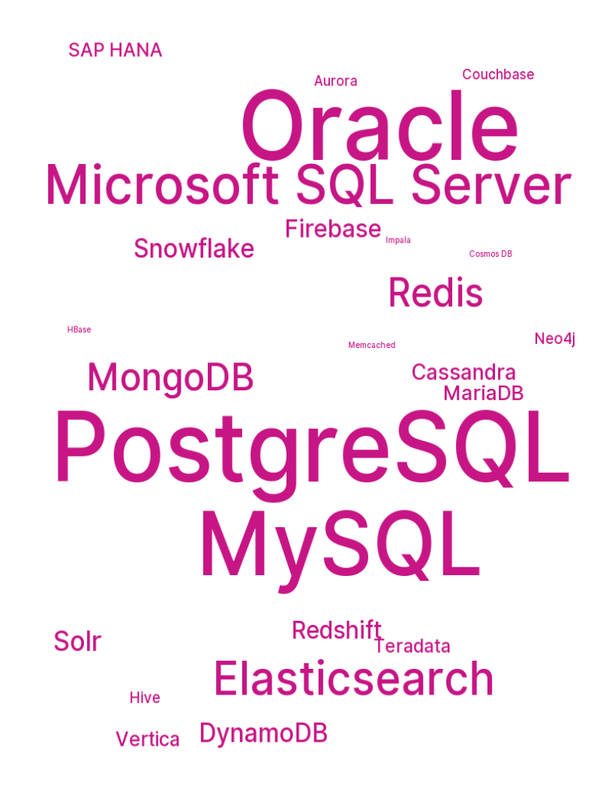 SAP HANA
Couchbase
Aurora
Oracle
Microsoft SQL Server
Firebase
Impala
Snowflake
Cosmos DB
Redis
HBase
Neo4j
Memcached
Cassandra
MongoDB
MariaDB
PostgreSQL
MySQL
Redshift
Solr
Teradata
Elasticsearch
Hive
DynamoDB
Vertica